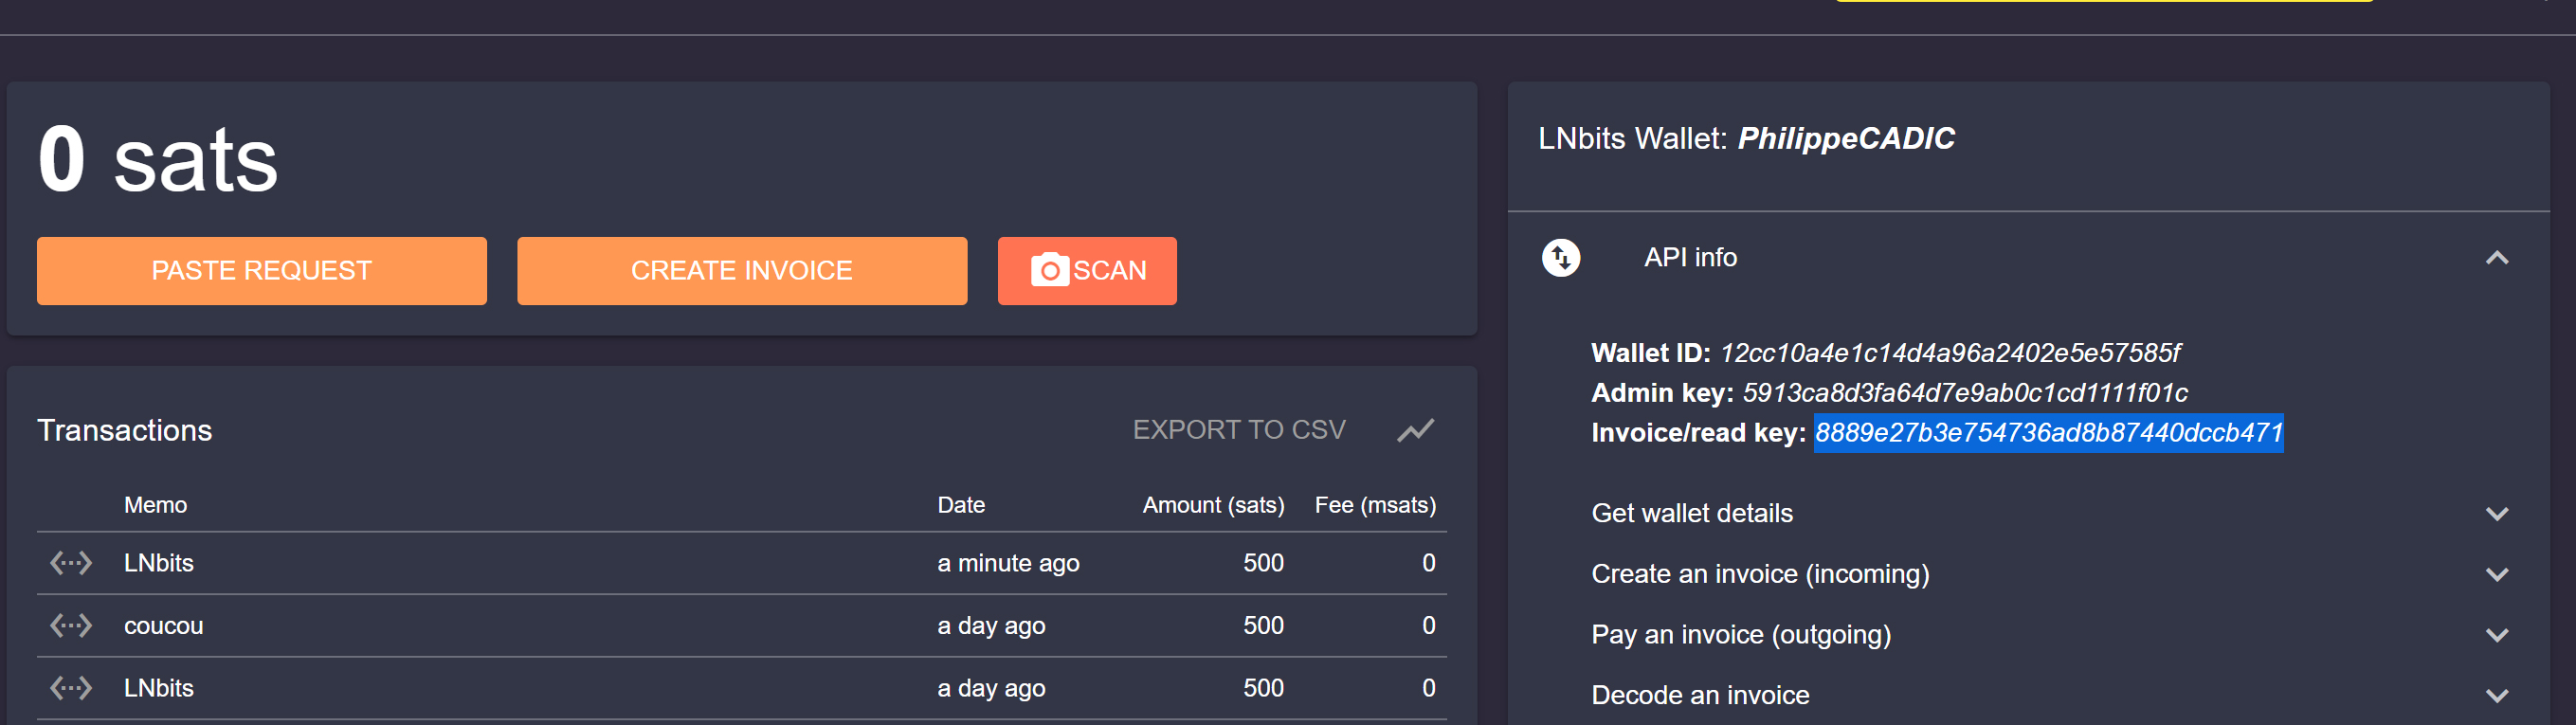 0 sats
PASTE REQUEST
CREATE INVOICE
SCAN
Transactions
EXPORT TO CSV
Memo Date Amount (sats) Fee (msats)
LNbits a minute ago 500 0
coucou a day ago 500 0
LNbits a day ago 500 0
LNbits Wallet: PhilippeCADIC
API info
Wallet ID: 12cc10a4e1c14d4a96a2402e5e57585f
Admin key: 5913ca8d3fa64d7e9ab0c1cd1111f01c
Invoice/read key: 8889e27b3e754736ad8b87440dccb471
Get wallet details
Create an invoice (incoming)
Pay an invoice (outgoing)
Decode an invoice